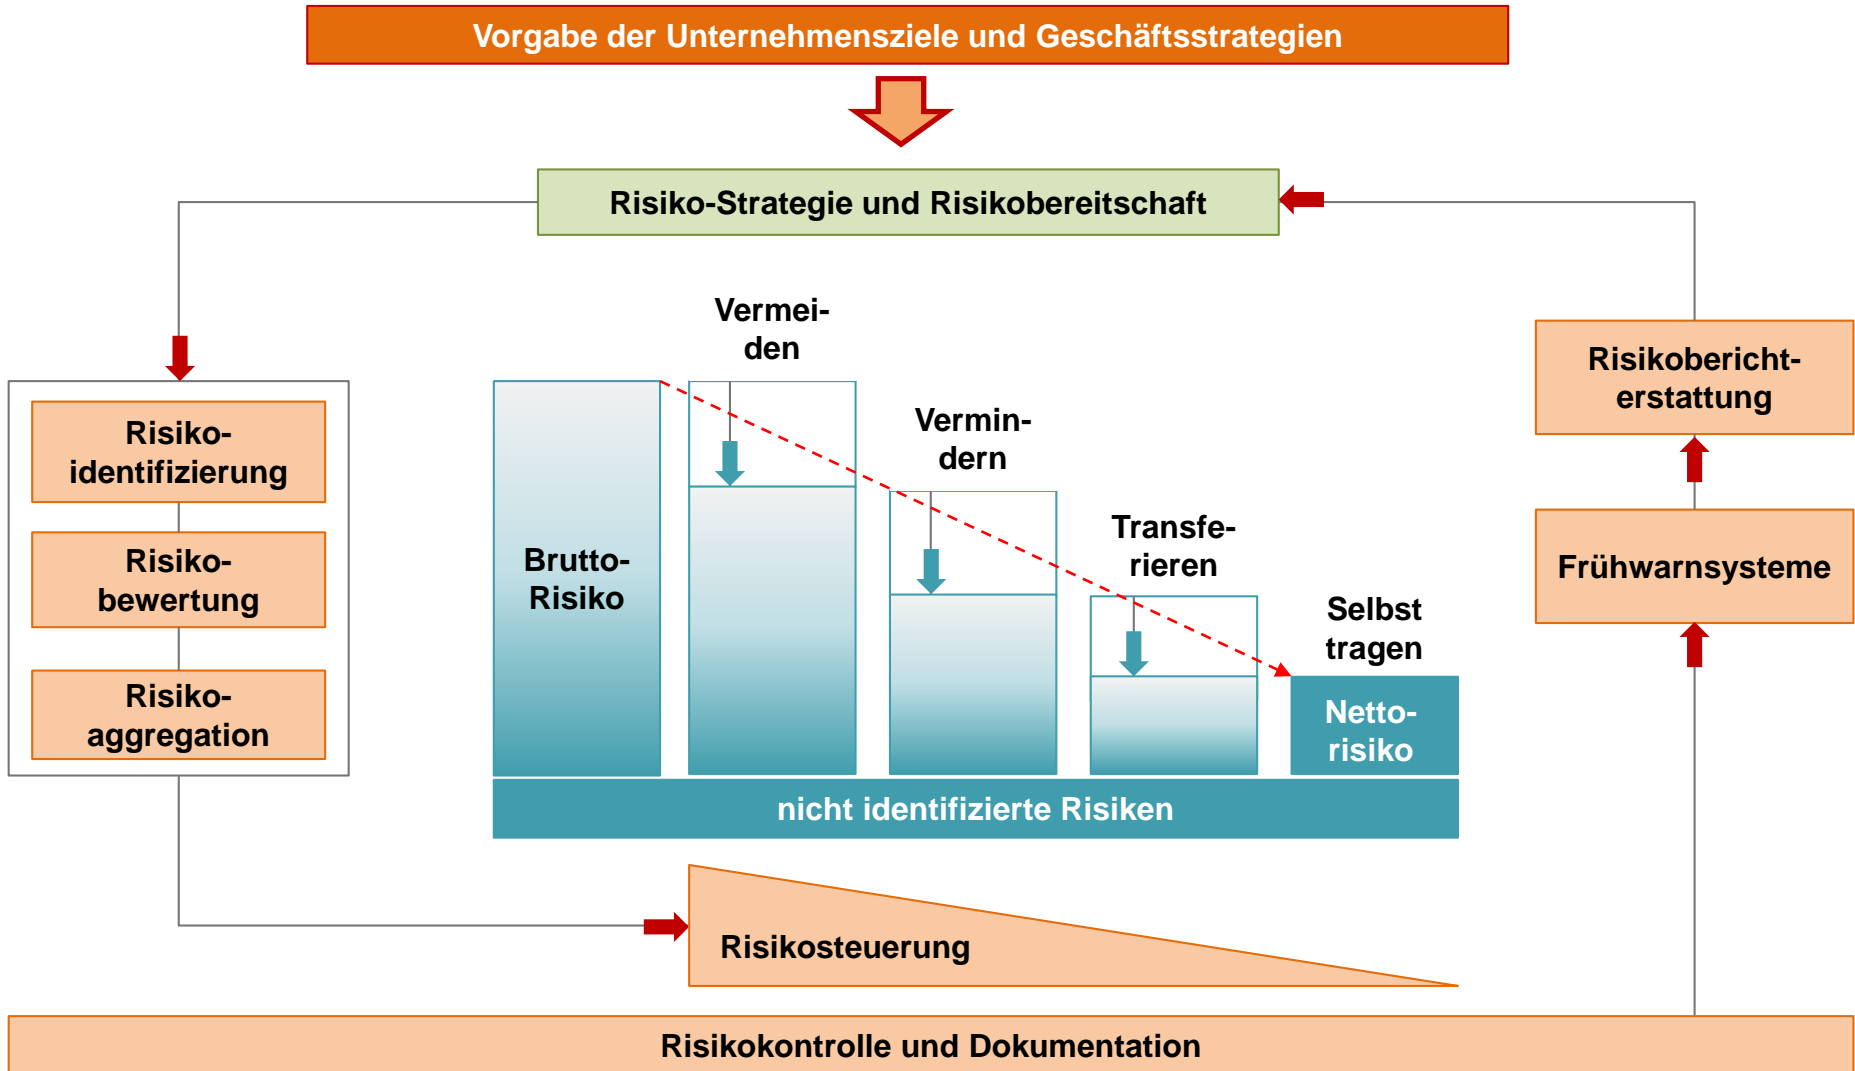 Vorgabe der Unternehmensziele und Geschäftsstrategien
Risiko-Strategie und Risikobereitschaft
Risiko-
identifizierung
Risiko-
bewertung
Risiko-
aggregation
Brutto-
Risiko
Vermei-
den
Vermin-
dern
Transfe-
rieren
Selbst
tragen
Netto-
risiko
nicht identifizierte Risiken
Risikosteuerung
Risikobericht-
erstattung
Frühwarnsysteme
Risikokontrolle und Dokumentation